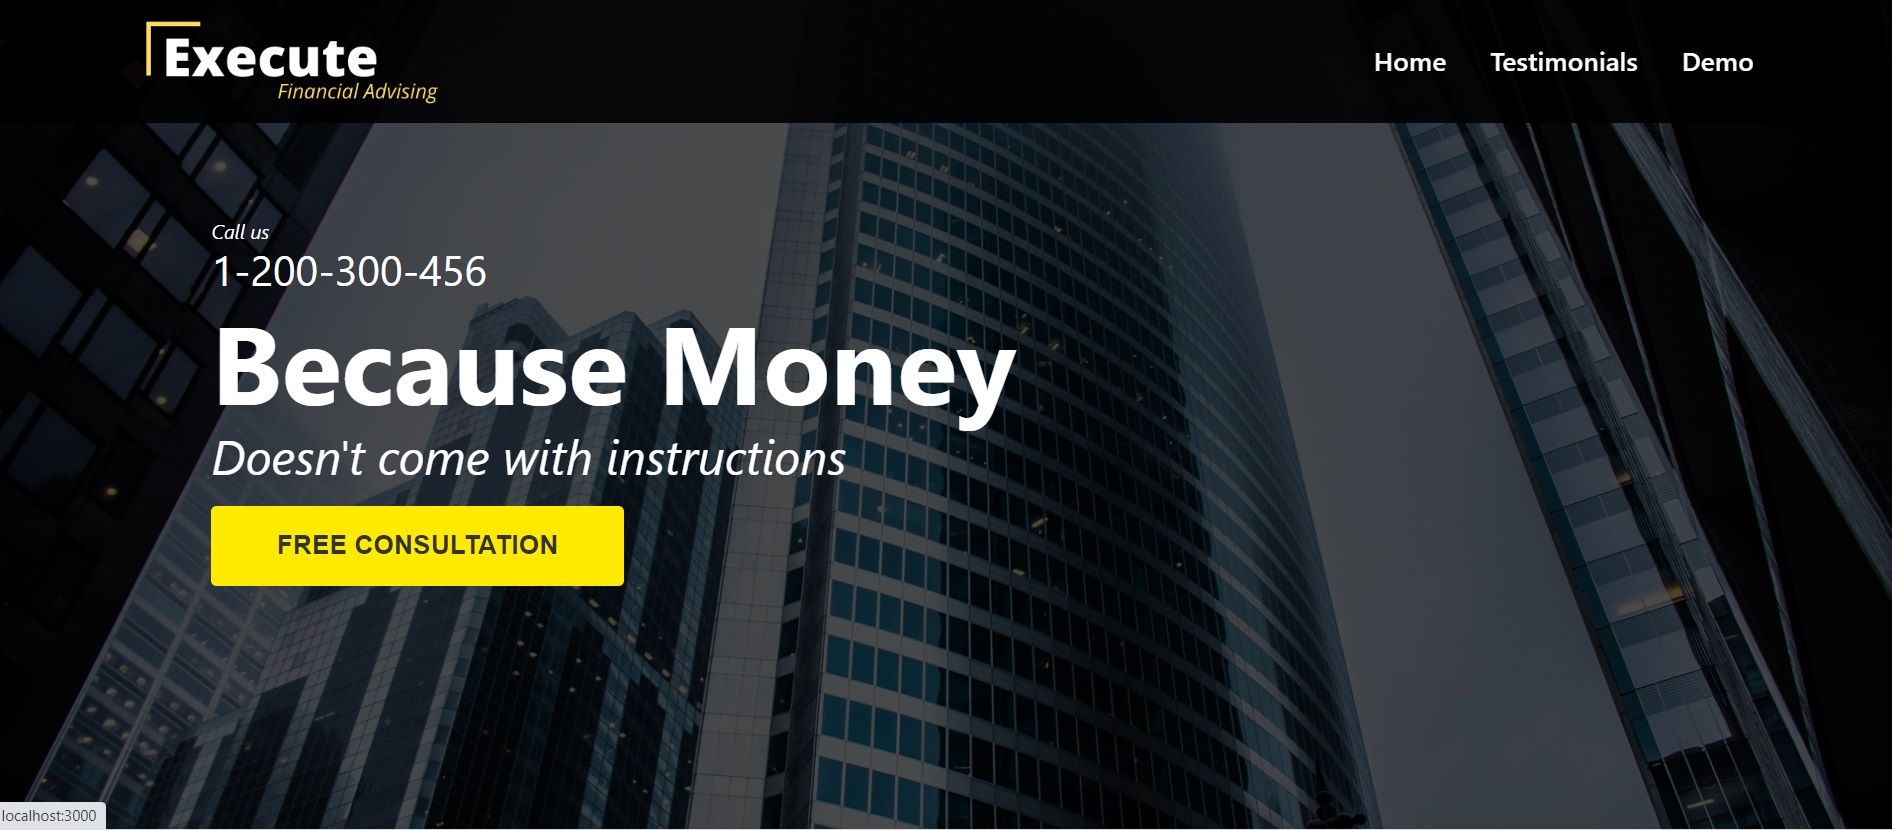 Execute
Financial Advising
Home Testimonials Demo
Call us
1-200-300-456
Because Money
Doesn't come with instructions
FREE CONSULTATION
localhost:3000